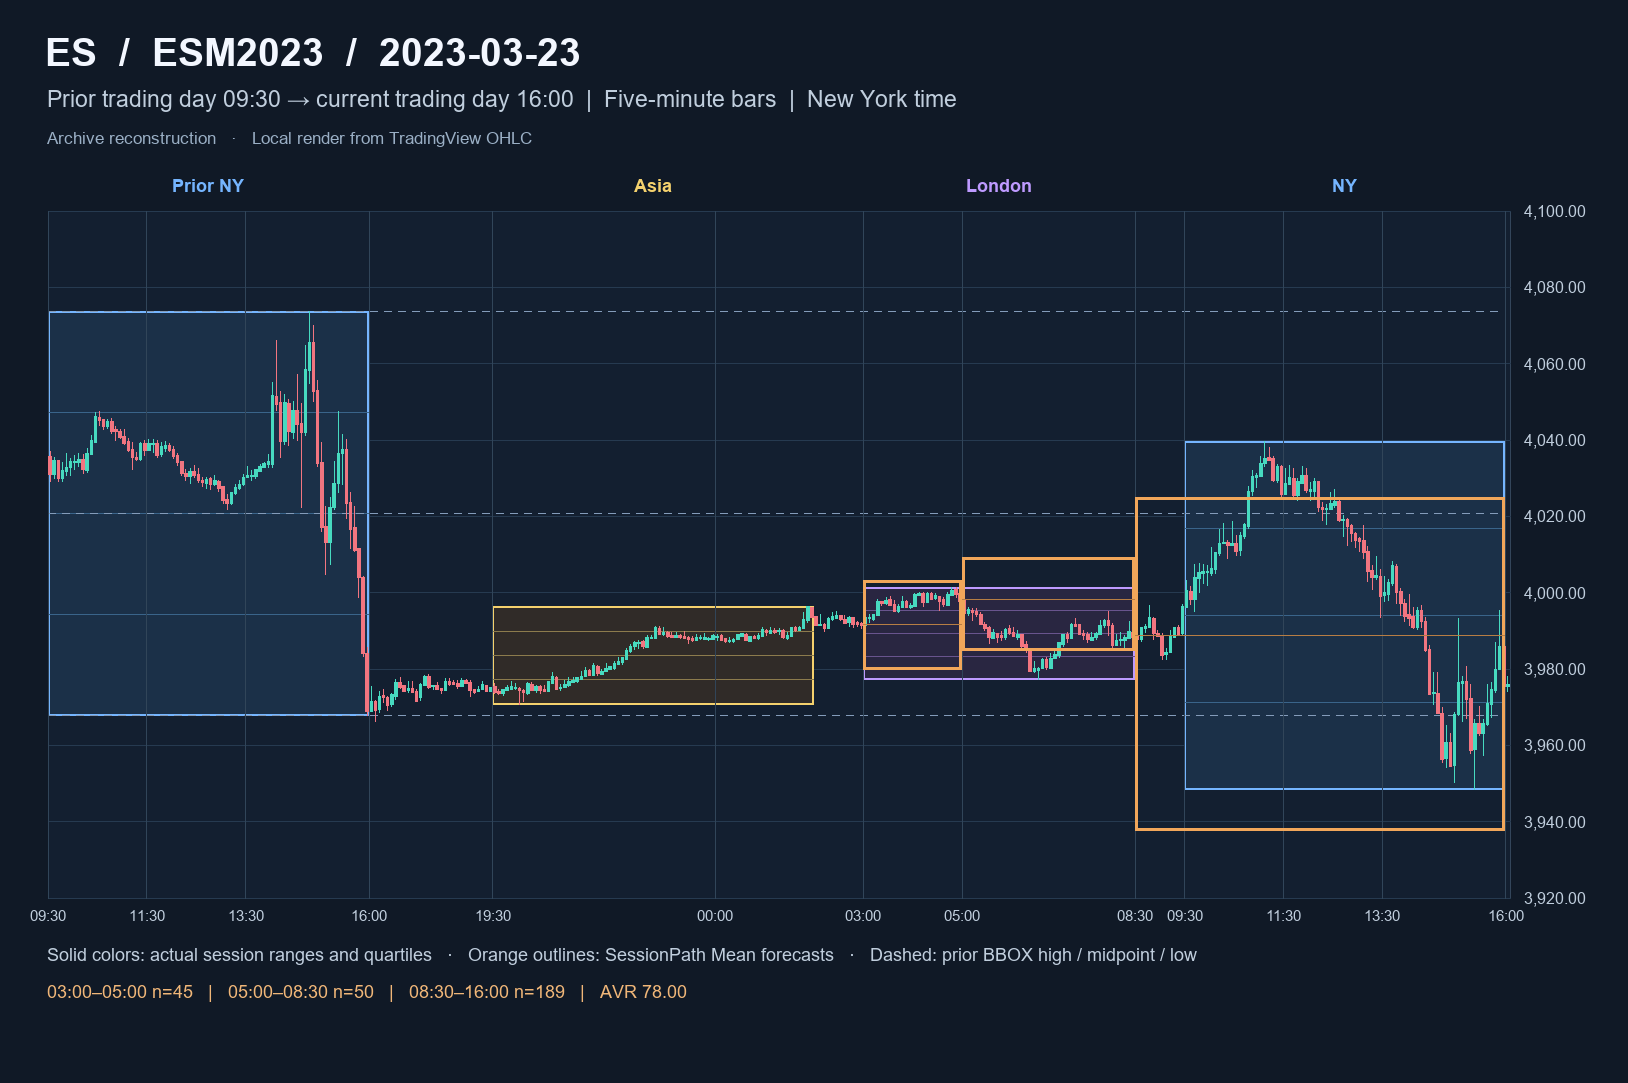 ES / ESM2023 / 2023-03-23
Prior trading day 09:30 → current trading day 16:00 | Five-minute bars | New York time
Archive reconstruction · Local render from TradingView OHLC
Prior NY Asia London NY
4,100.00
4,080.00
4,060.00
4,040.00
4,020.00
4,000.00
3,980.00
3,960.00
3,940.00
3,920.00
09:30 11:30 13:30 16:00 19:30 00:00 03:00 05:00 08:30 09:30 11:30 13:30 16:00
Solid colors: actual session ranges and quartiles · Orange outlines: SessionPath Mean forecasts · Dashed: prior BBOX high / midpoint / low
03:00–05:00 n=45 | 05:00–08:30 n=50 | 08:30–16:00 n=189 | AVR 78.00